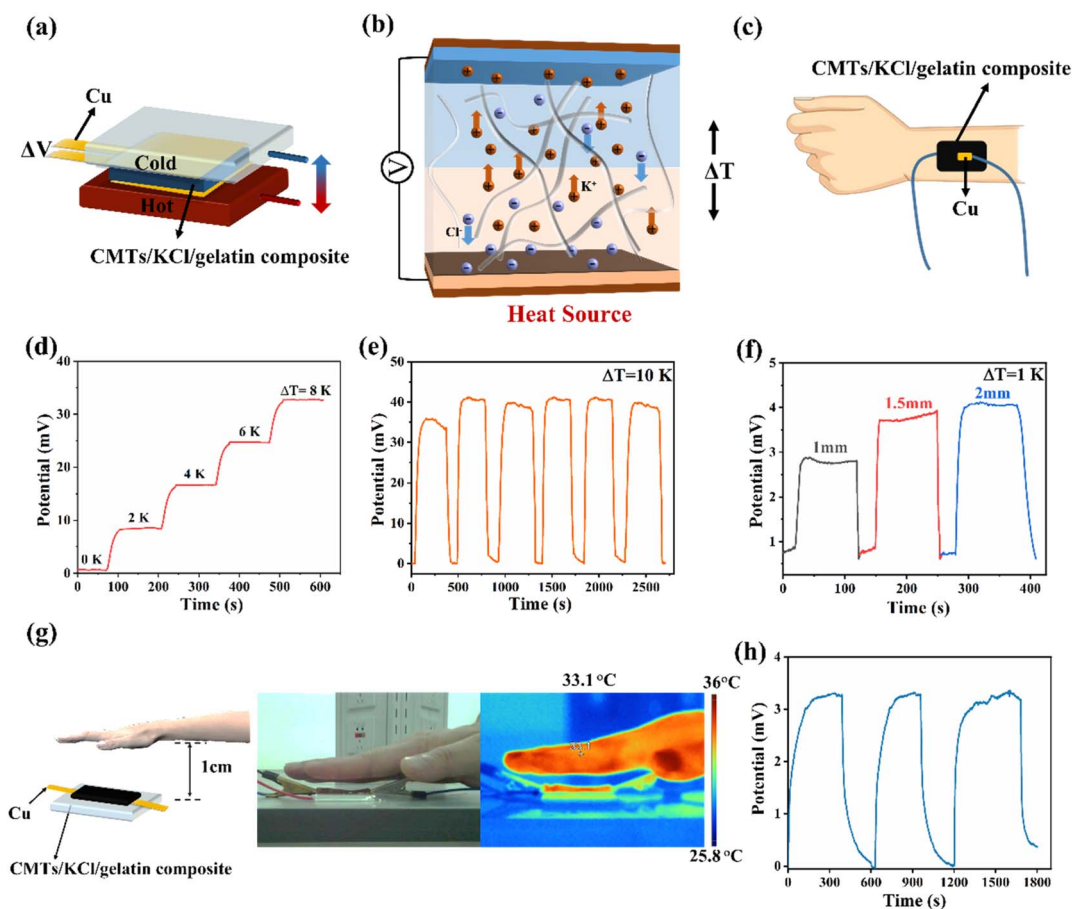 (a)
Cu
ΔV
Cold
Hot
CMTs/KCl/gelatin composite
(b)
V
K⁺
Cl⁻
ΔT
Heat Source
(c)
CMTs/KCl/gelatin composite
Cu
(d)
Potential (mV)
40
30
20
10
0
0 K
2 K
4 K
6 K
ΔT= 8 K
0 100 200 300 400 500 600
Time (s)
(e)
Potential (mV)
50
40
30
20
10
0
ΔT=10 K
0 500 1000 1500 2000 2500
Time (s)
(f)
Potential (mV)
5
4
3
2
1
ΔT=1 K
1mm
1.5mm
2mm
0 100 200 300 400
Time (s)
(g)
1cm
Cu
CMTs/KCl/gelatin composite
33.1 °C
36°C
25.8 °C
(h)
Potential (mV)
4
3
2
1
0
0 300 600 900 1200 1500 1800
Time (s)